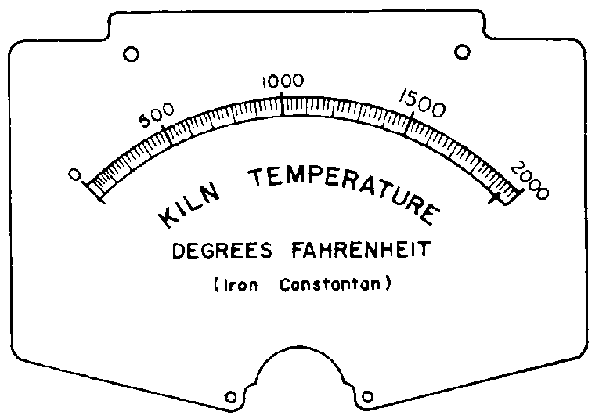 0 500 1000 1500 2000
KILN TEMPERATURE
DEGREES FAHRENHEIT
(Iron Constantan)